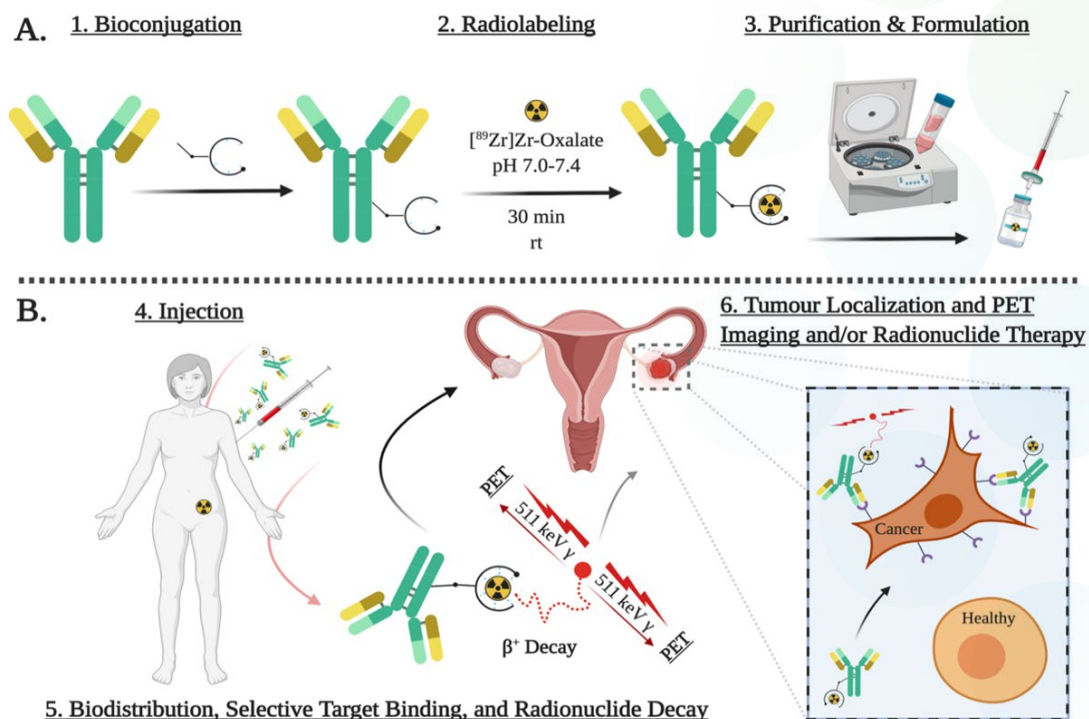 A.
1. Bioconjugation
2. Radiolabeling
3. Purification & Formulation
[⁸⁹Zr]Zr-Oxalate
pH 7.0-7.4
30 min
rt
B.
4. Injection
6. Tumour Localization and PET
Imaging and/or Radionuclide Therapy
PET
511 keV γ
511 keV γ
PET
β⁺ Decay
Cancer
Healthy
5. Biodistribution, Selective Target Binding, and Radionuclide Decay